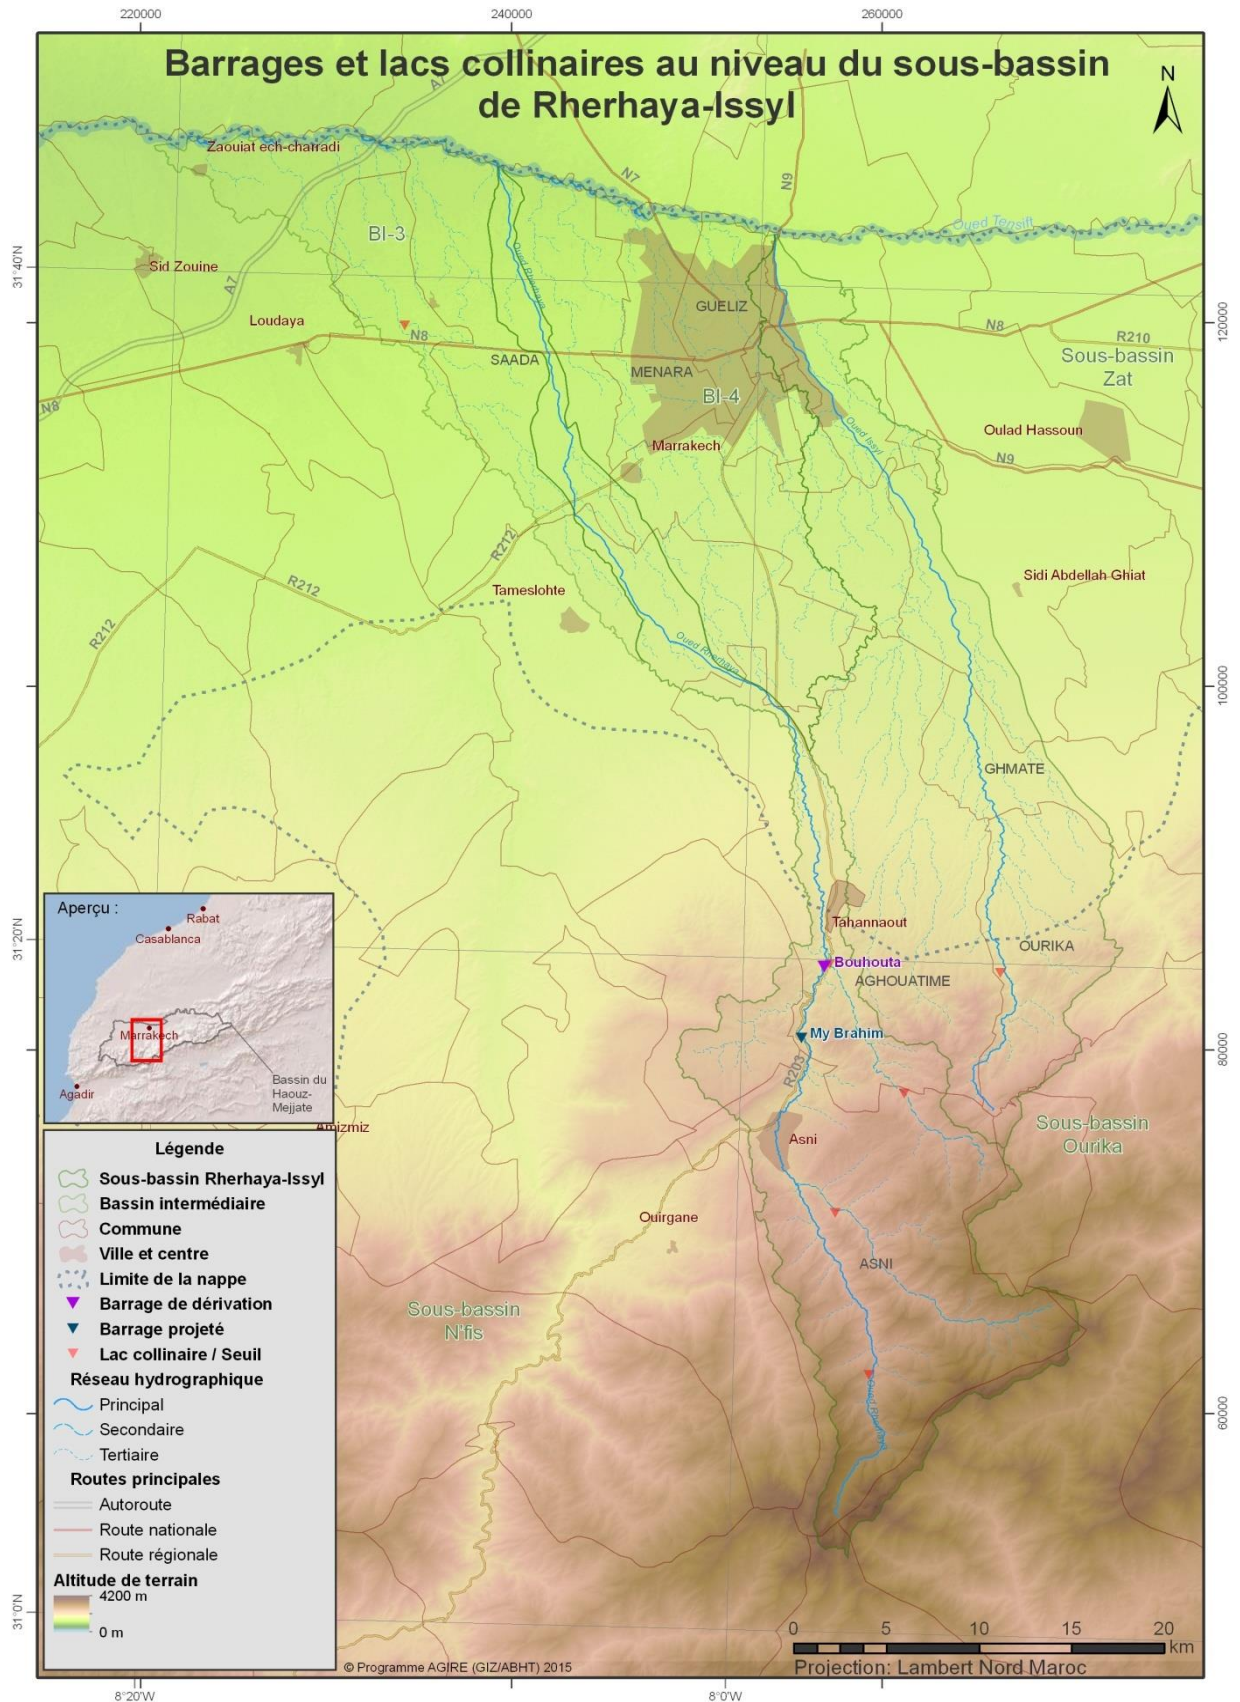 220000
240000
260000
Barrages et lacs collinaires au niveau du sous-bassin
de Rherhaya-Issyl
N
A7
Zaouiat ech-charradi
N7
N9
Oued Tensift
BI-3
31°40'N
Sid Zouine
A7
Oued Rherhaya
GUELIZ
Loudaya
N8
N8
120000
R210
SAADA
MENARA
Sous-bassin
Zat
N8
BI-4
Oued Issyl
Oulad Hassoun
Marrakech
N9
R212
R212
Tameslohte
Sidi Abdellah Ghiat
R212
Oued Rherhaya
100000
GHMATE
Aperçu :
Rabat
Casablanca
Marrakech
Agadir
Bassin du
Haouz-
Mejjate
31°20'N
Tahannaout
OURIKA
Bouhouta
AGHOUATIME
My Brahim
80000
R203
Amizmiz
Asni
Sous-bassin
Ourika
Ouirgane
ASNI
Sous-bassin
N'fis
60000
Légende
Sous-bassin Rherhaya-Issyl
Bassin intermédiaire
Commune
Ville et centre
Limite de la nappe
Barrage de dérivation
Barrage projeté
Lac collinaire / Seuil
Réseau hydrographique
Principal
Secondaire
Tertiaire
Routes principales
Autoroute
Route nationale
Route régionale
Altitude de terrain
4200 m
0 m
31°0'N
0 5 10 15 20
km
Projection: Lambert Nord Maroc
© Programme AGIRE (GIZ/ABHT) 2015
8°20'W
8°0'W